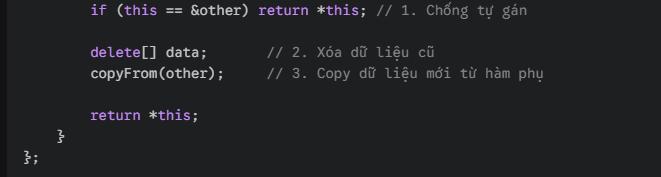 if (this == &other) return *this; // 1. Chống tự gán
delete[] data; // 2. Xóa dữ liệu cũ
copyFrom(other); // 3. Copy dữ liệu mới từ hàm phụ
return *this;
}
};